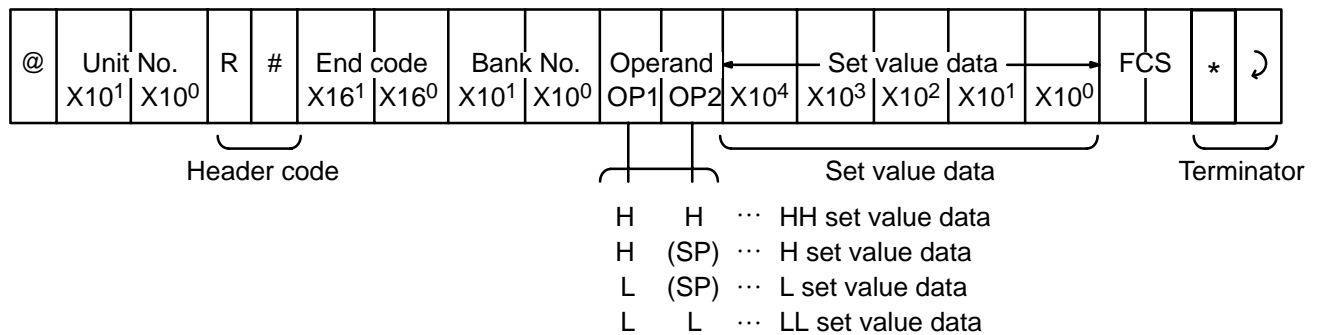 @ Unit No. R # End code Bank No. Operand Set value data FCS * ⤸
X10¹ X10⁰ X16¹ X16⁰ X10¹ X10⁰ OP1 OP2 X10⁴ X10³ X10² X10¹ X10⁰
Header code Set value data Terminator
H H ··· HH set value data
H (SP) ··· H set value data
L (SP) ··· L set value data
L L ··· LL set value data